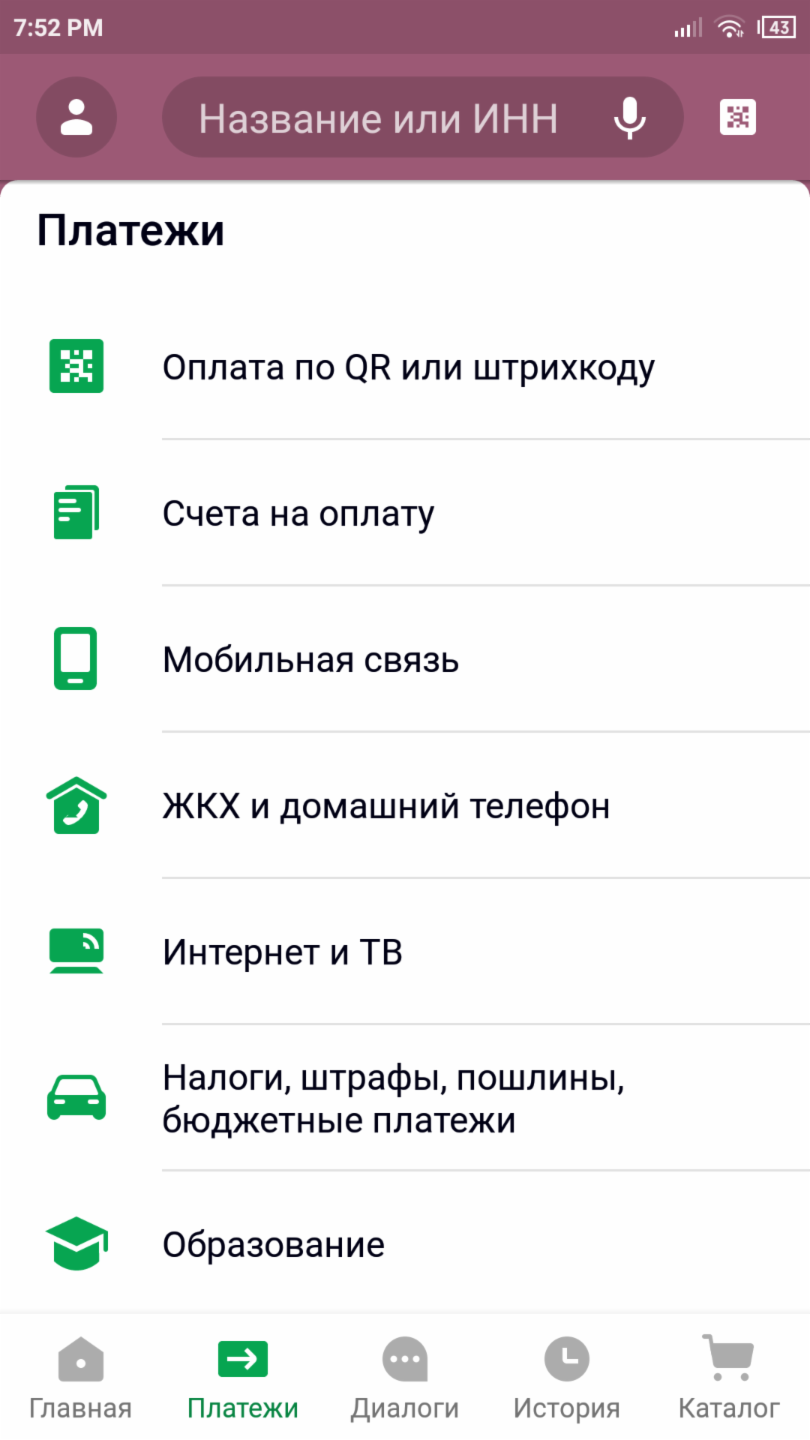 7:52 PM
43
Название или ИНН
Платежи
Оплата по QR или штрихкоду
Счета на оплату
Мобильная связь
ЖКХ и домашний телефон
Интернет и ТВ
Налоги, штрафы, пошлины,
бюджетные платежи
Образование
Главная
Платежи
Диалоги
История
Каталог